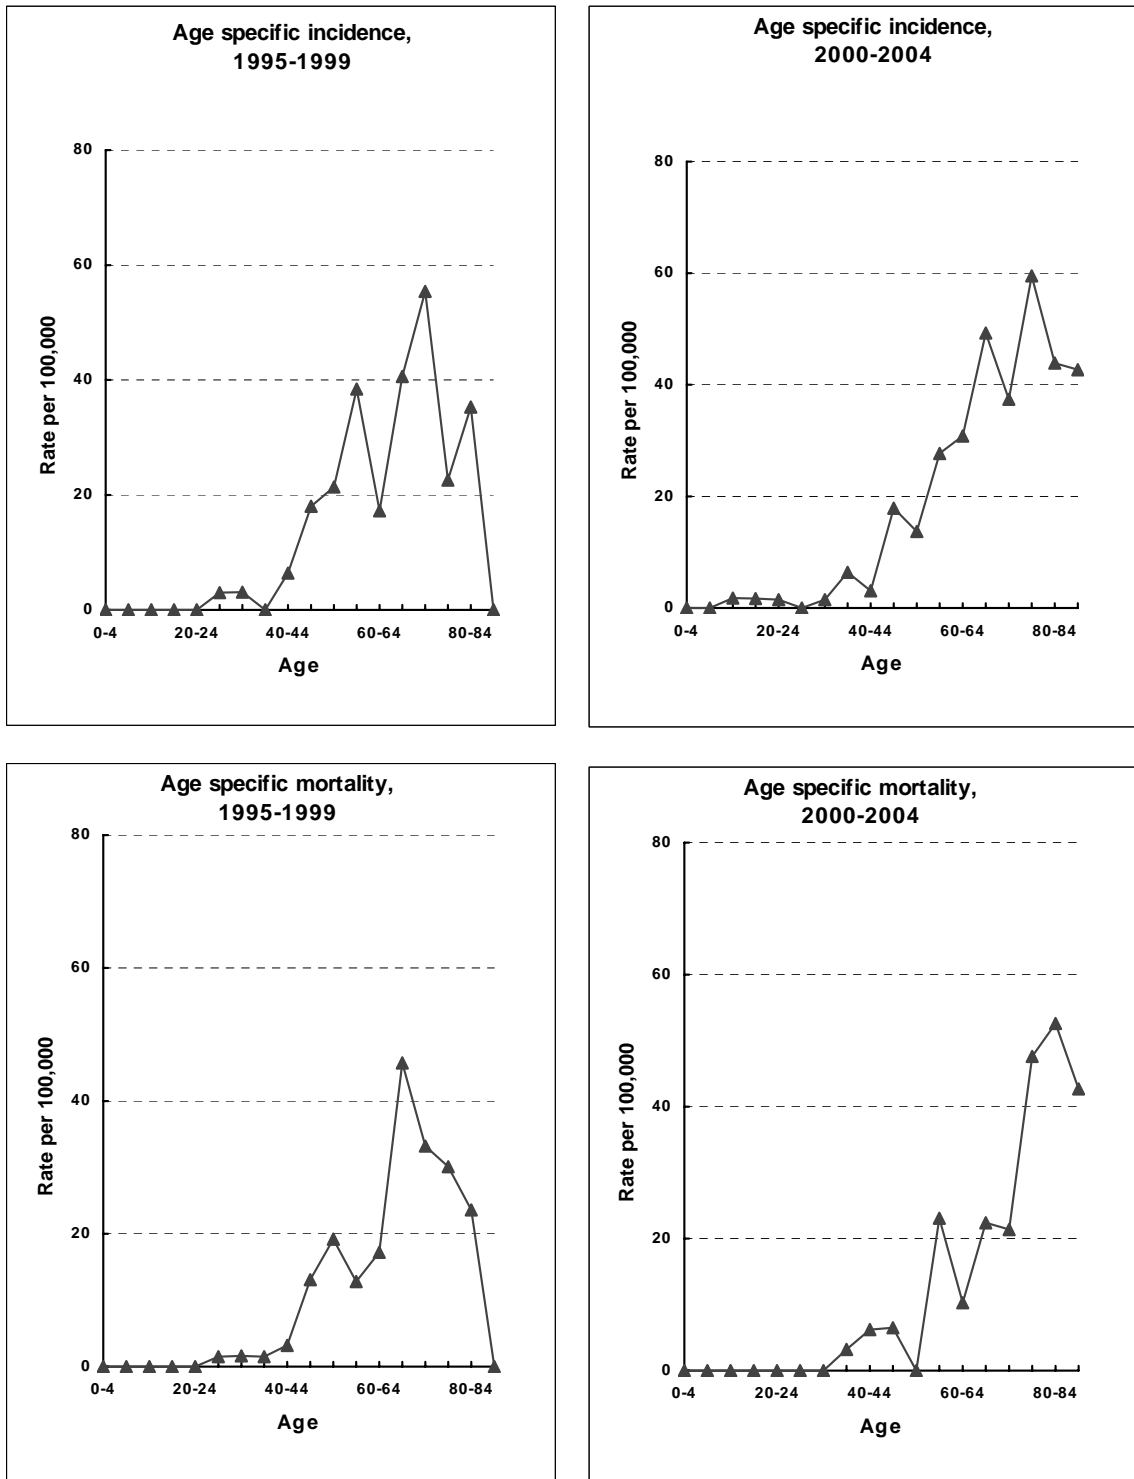 Age specific incidence,
1995-1999
80
60
40
20
0
Rate per 100,000
0-4 20-24 40-44 60-64 80-84
Age
Age specific incidence,
2000-2004
80
60
40
20
0
Rate per 100,000
0-4 20-24 40-44 60-64 80-84
Age
Age specific mortality,
1995-1999
80
60
40
20
0
Rate per 100,000
0-4 20-24 40-44 60-64 80-84
Age
Age specific mortality,
2000-2004
80
60
40
20
0
Rate per 100,000
0-4 20-24 40-44 60-64 80-84
Age